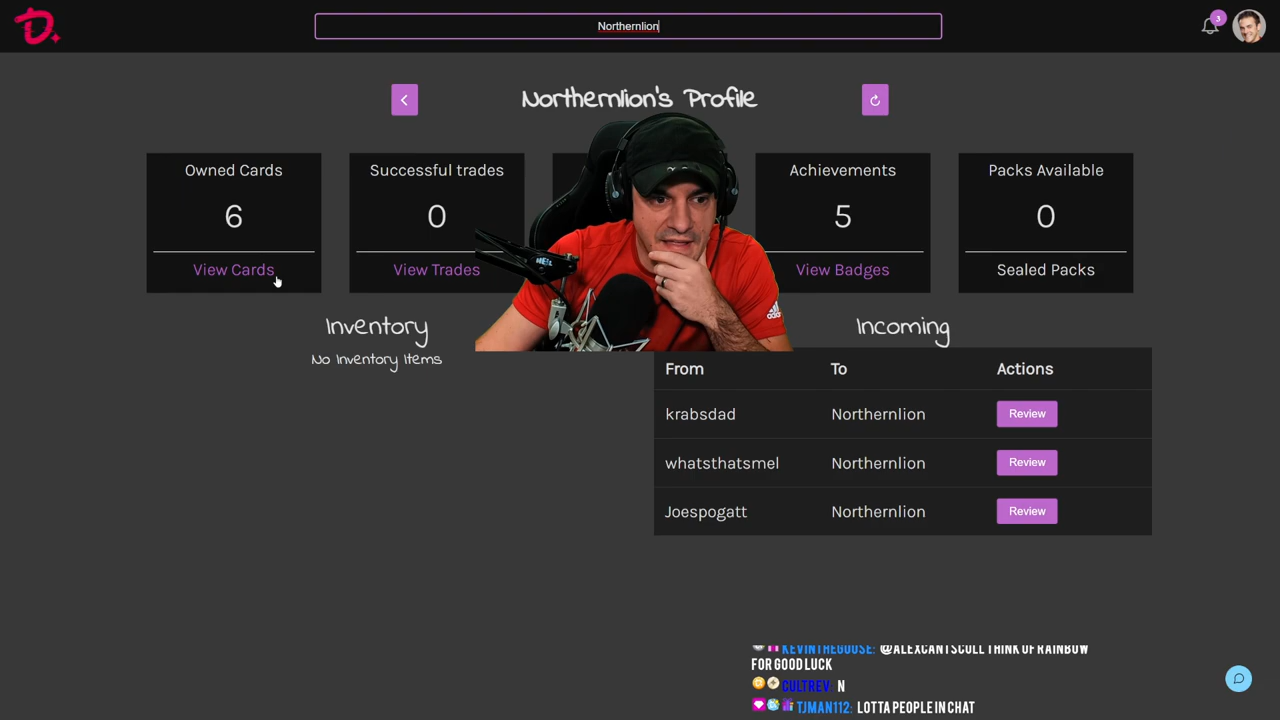 D.
Northernlion
3
Northernlion's Profile
Owned Cards
6
View Cards
Successful trades
0
View Trades
Achievements
5
View Badges
Packs Available
0
Sealed Packs
Inventory
No Inventory Items
Incoming
From To Actions
krabsdad Northernlion Review
whatsthatsmel Northernlion Review
Joespogatt Northernlion Review
KEVINTHEGOOSE: @ALEXCANTSCULL THINK OF RAINBOW
FOR GOOD LUCK
CULTREV: N
TJMAN112: LOTTA PEOPLE IN CHAT